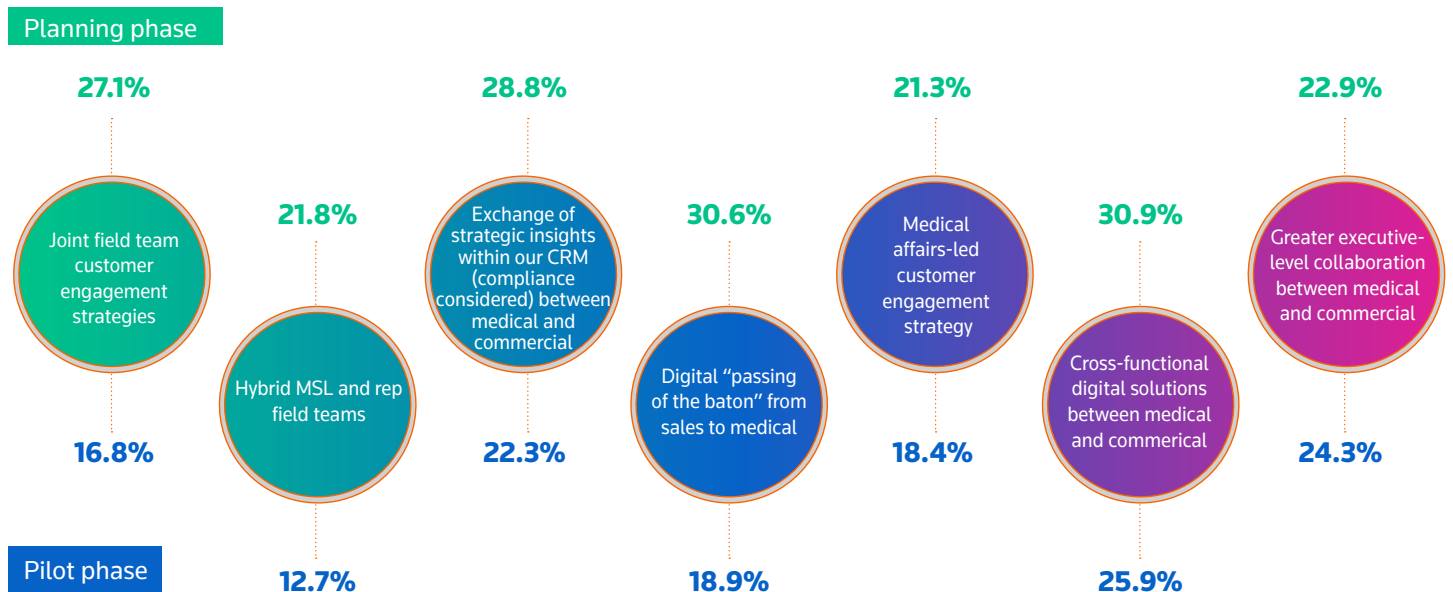 Planning phase
27.1%
28.8%
21.3%
22.9%
21.8%
30.6%
30.9%
Joint field team
customer
engagement
strategies
Hybrid MSL and rep
field teams
Exchange of
strategic insights
within our CRM
(compliance
considered) between
medical and
commercial
Digital “passing
of the baton” from
sales to medical
Medical
affairs-led
customer
engagement
strategy
Cross-functional
digital solutions
between medical
and commerical
Greater executive-
level collaboration
between medical
and commercial
16.8%
22.3%
18.4%
24.3%
Pilot phase
12.7%
18.9%
25.9%